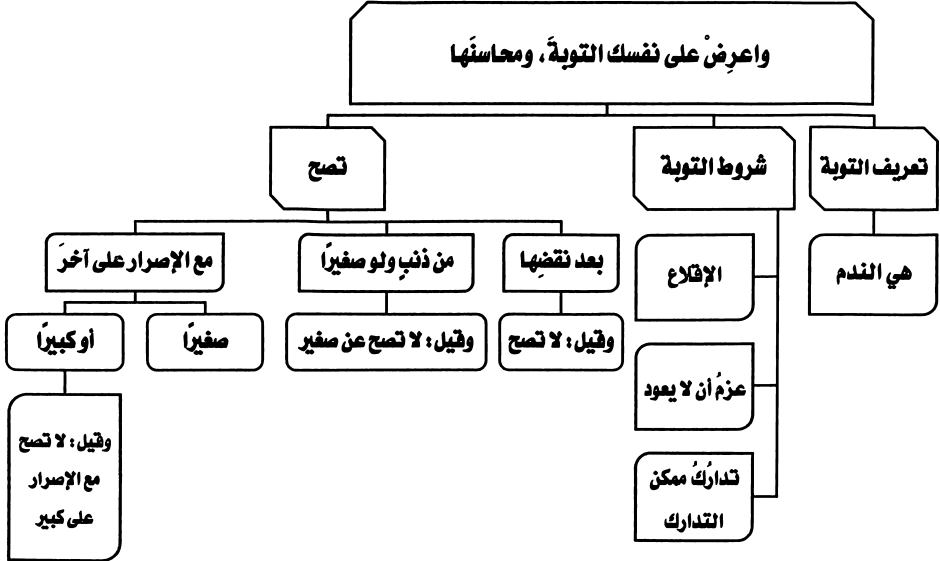 واعرِضْ على نفسك التوبةَ، ومحاسنَها
تعريف التوبة
شروط التوبة
تصح
هي الندم
الإقلاع
عزمُ أن لا يعود
تدارُكُ ممكن
التدارك
بعد نقضِها
من ذنبٍ ولو صغيرًا
مع الإصرار على آخرَ
وقيل: لا تصح
وقيل: لا تصح عن صغير
صغيرًا
أو كبيرًا
وقيل: لا تصح
مع الإصرار
على كبير